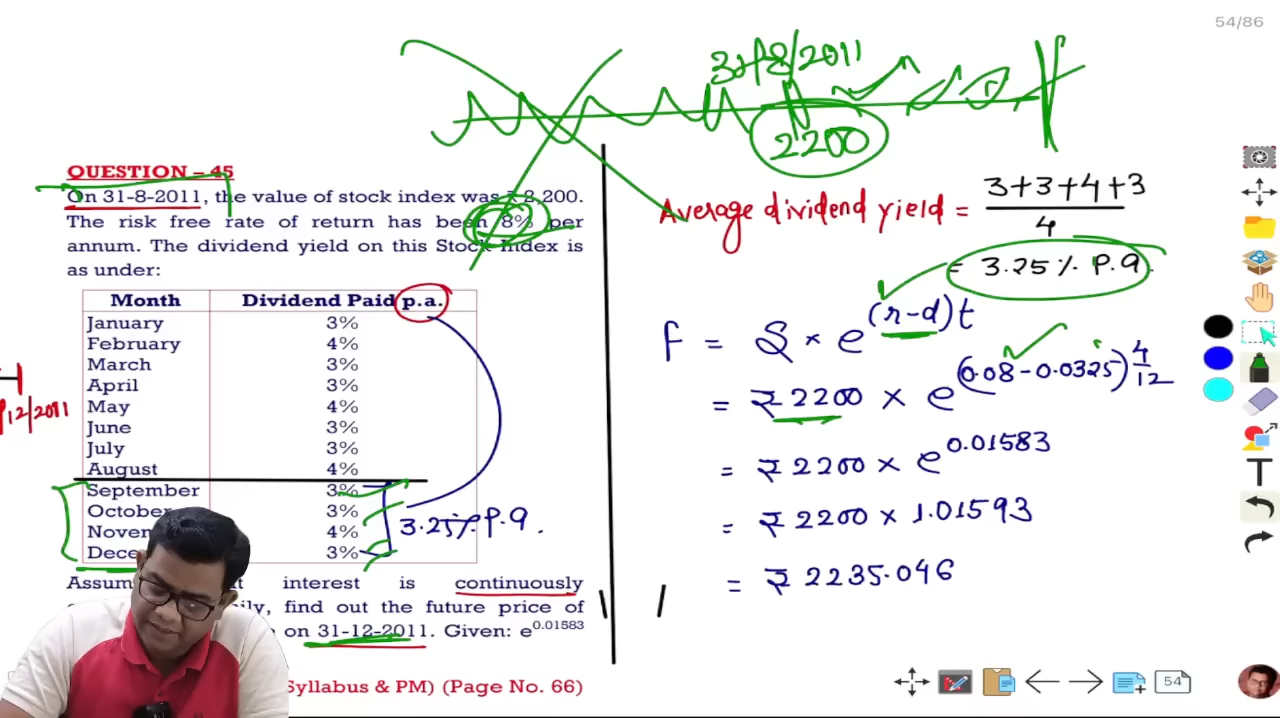 54/86
31/8/2011
2200
QUESTION – 45
On 31-8-2011, the value of stock index was ₹ 2,200.
The risk free rate of return has been 8% per
annum. The dividend yield on this Stock Index is
as under:
Month Dividend Paid p.a.
January 3%
February 4%
March 3%
April 3%
May 4%
June 3%
July 3%
August 4%
September 3%
October 3%
4%
3%
3.25% P.a.
12/2011
interest is continuously
find out the future price of
on 31-12-2011. Given: e^0.01583
Syllabus & PM) (Page No. 66)
Average dividend yield = 3+3+4+3
4
= 3.25% P.a.
F = S × e^(r-d)t
= ₹ 2200 × e^(0.08 - 0.0325) 4/12
= ₹ 2200 × e^0.01583
= ₹ 2200 × 1.01593
= ₹ 2235.046
T
54